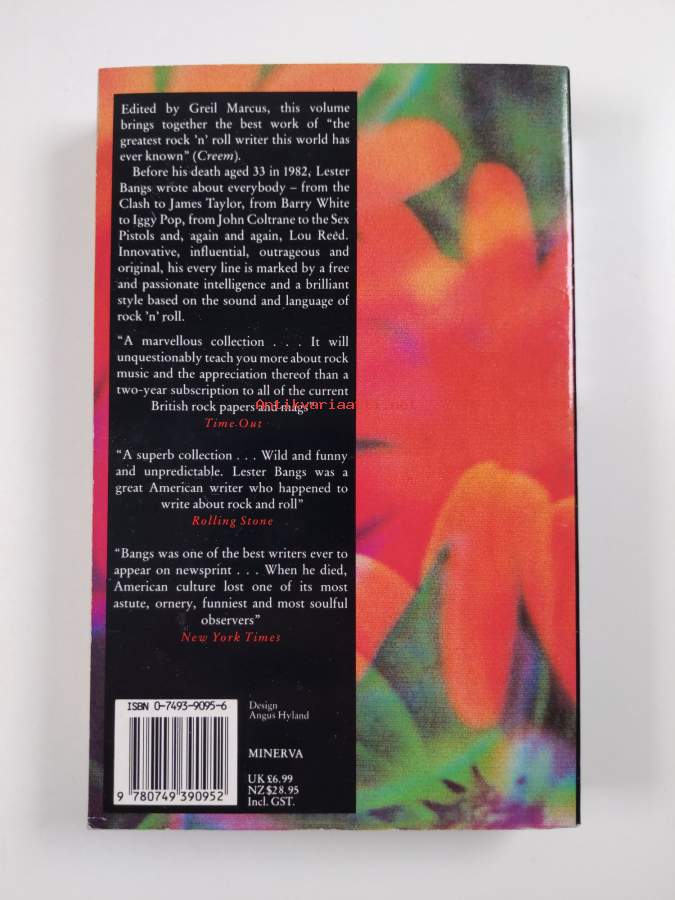 Edited by Greil Marcus, this volume
brings together the best work of “the
greatest rock ’n’ roll writer this world has
ever known” (Creem).
Before his death aged 33 in 1982, Lester
Bangs wrote about everybody – from the
Clash to James Taylor, from Barry White
to Iggy Pop, from John Coltrane to the Sex
Pistols and, again and again, Lou Reed.
Innovative, influential, outrageous and
original, his every line is marked by a free
and passionate intelligence and a brilliant
style based on the sound and language of
rock ’n’ roll.
“A marvellous collection . . . It will
unquestionably teach you more about rock
music and the appreciation thereof than a
two-year subscription to all of the current
British rock papers and mags”
Antikvariaatti.net
Time Out
“A superb collection . . . Wild and funny
and unpredictable. Lester Bangs was a
great American writer who happened to
write about rock and roll”
Rolling Stone
“Bangs was one of the best writers ever to
appear on newsprint . . . When he died,
American culture lost one of its most
astute, ornery, funniest and most soulful
observers”
New York Times
ISBN 0-7493-9095-6
9 780749 390952
Design
Angus Hyland
MINERVA
UK £6.99
NZ $28.95
Incl. GST.